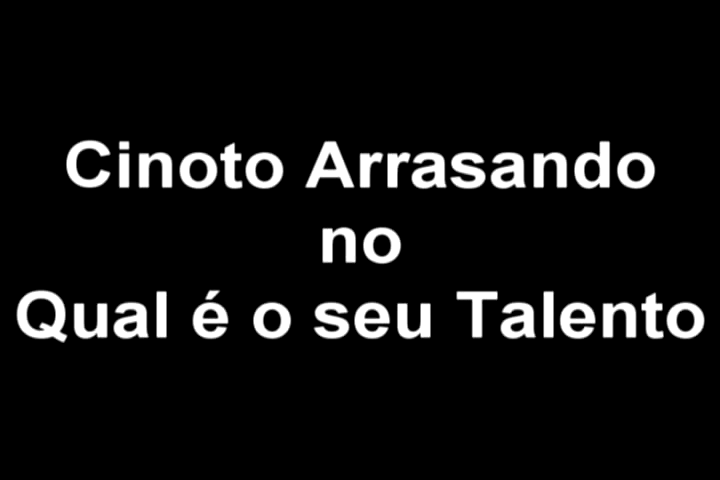 Cinoto Arrasando
no
Qual é o seu Talento